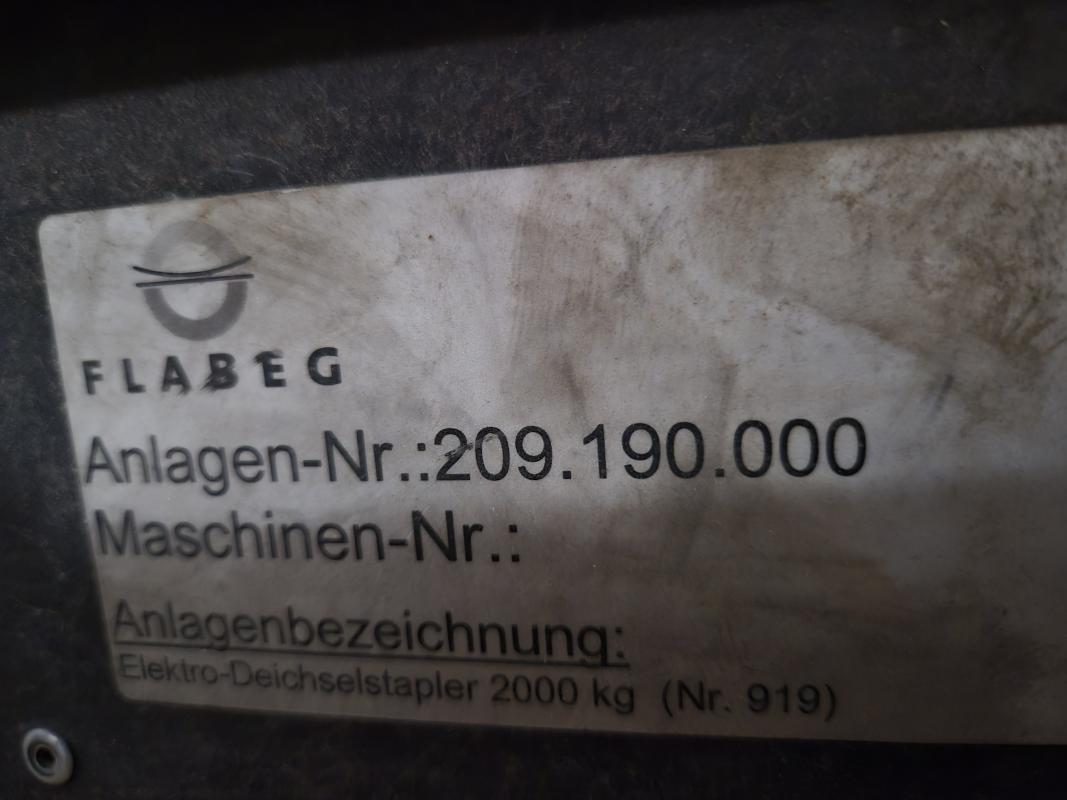 FLABEG
Anlagen-Nr.:209.190.000
Maschinen-Nr.:
Anlagenbezeichnung:
Elektro-Deichselstapler 2000 kg (Nr. 919)